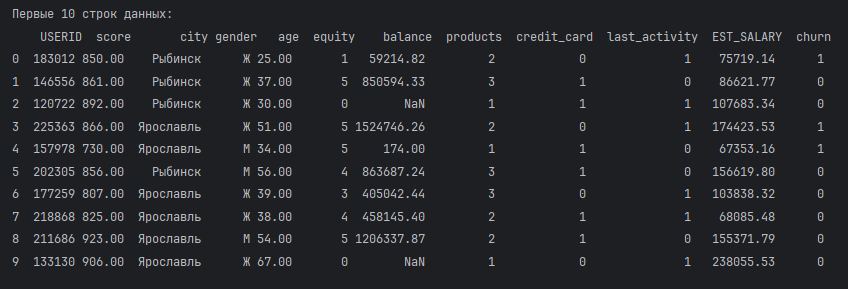 Первые 10 строк данных:
USERID score city gender age equity balance products credit_card last_activity EST_SALARY churn
0 183012 850.00 Рыбинск Ж 25.00 1 59214.82 2 0 1 75719.14 1
1 146556 861.00 Рыбинск Ж 37.00 5 850594.33 3 1 0 86621.77 0
2 120722 892.00 Рыбинск Ж 30.00 0 NaN 1 1 1 107683.34 0
3 225363 866.00 Ярославль Ж 51.00 5 1524746.26 2 0 1 174423.53 1
4 157978 730.00 Ярославль М 34.00 5 174.00 1 1 0 67353.16 1
5 202305 856.00 Рыбинск М 56.00 4 863687.24 3 1 0 156619.80 0
6 177259 807.00 Ярославль Ж 39.00 3 405042.44 3 0 1 103838.32 0
7 218868 825.00 Ярославль Ж 38.00 4 458145.40 2 1 1 68085.48 0
8 211686 923.00 Ярославль М 54.00 5 1206337.87 2 1 0 155371.79 0
9 133130 906.00 Ярославль Ж 67.00 0 NaN 1 0 1 238055.53 0